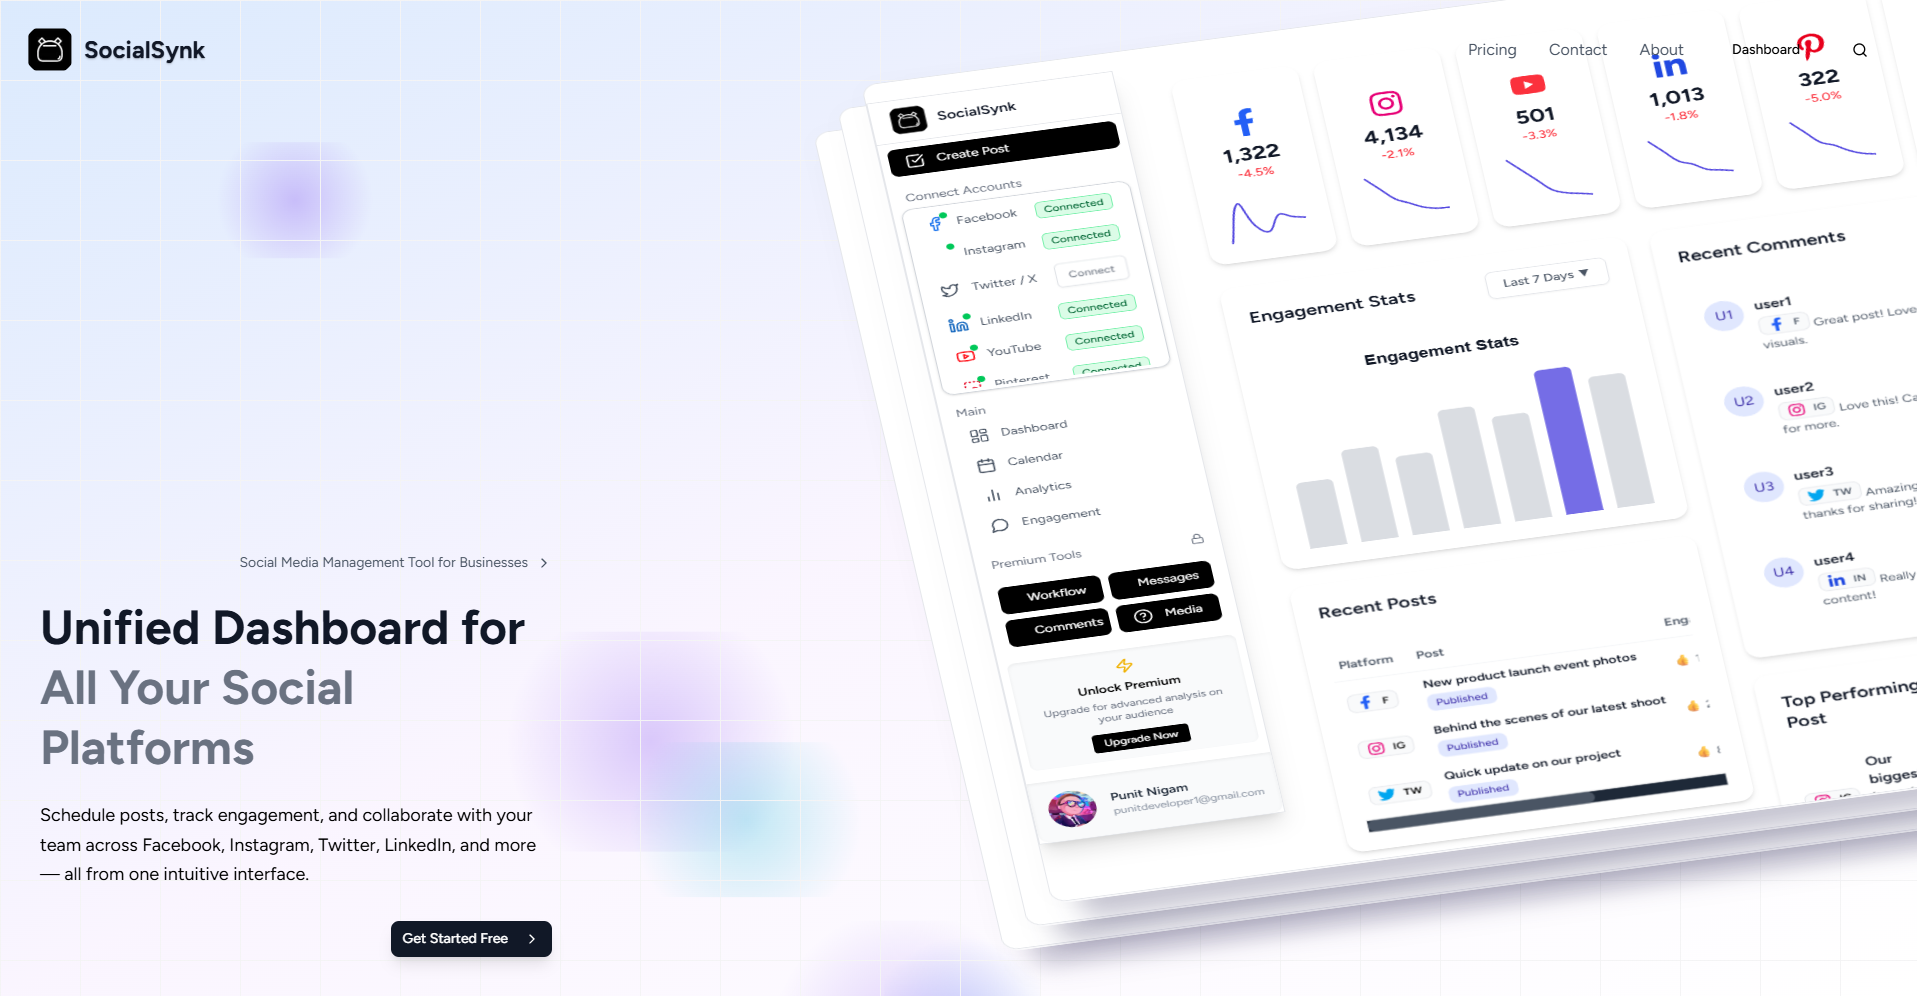 SocialSynk
Pricing
Contact
About
Dashboard
Social Media Management Tool for Businesses
Unified Dashboard for
All Your Social
Platforms
Schedule posts, track engagement, and collaborate with your
team across Facebook, Instagram, Twitter, LinkedIn, and more
— all from one intuitive interface.
Get Started Free
SocialSynk
Create Post
Connect Accounts
Facebook Connected
Instagram Connected
Twitter / X Connect
LinkedIn Connected
YouTube Connected
Pinterest Connected
Main
Dashboard
Calendar
Analytics
Engagement
Premium Tools
Workflow Messages
Comments Media
Unlock Premium
Upgrade for advanced analysis on
your audience
Upgrade Now
Punit Nigam
punitdeveloper1@gmail.com
1,322
-4.5%
4,134
-2.1%
501
-3.3%
1,013
-1.8%
322
-5.0%
Engagement Stats
Last 7 Days ▼
Engagement Stats
Recent Posts
Platform Post Eng
F New product launch event photos 👍
Published
IG Behind the scenes of our latest shoot 👍
Published
TW Quick update on our project 👍
Published
Recent Comments
U1 user1
F Great post! Love
visuals.
U2 user2
IG Love this! Ca
for more.
U3 user3
TW Amazing
thanks for sharing!
U4 user4
IN Really
content!
Top Performing
Post
Our
bigges
IG